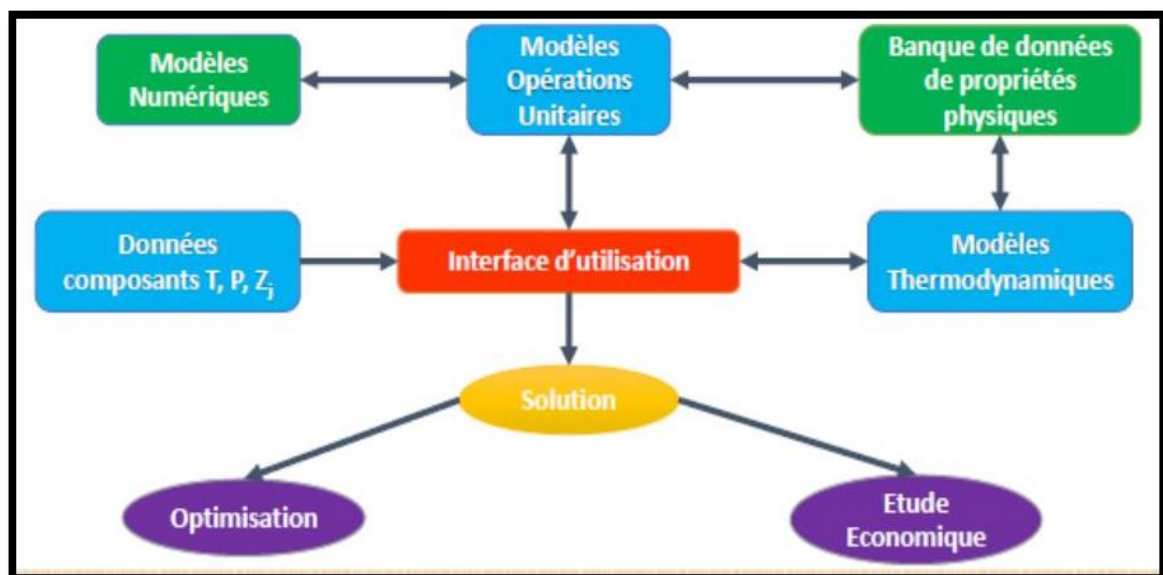 Modèles
Numériques
Modèles
Opérations
Unitaires
Banque de données
de propriétés
physiques
Données
composants T, P, Zj
Interface d'utilisation
Modèles
Thermodynamiques
Solution
Optimisation
Etude
Economique